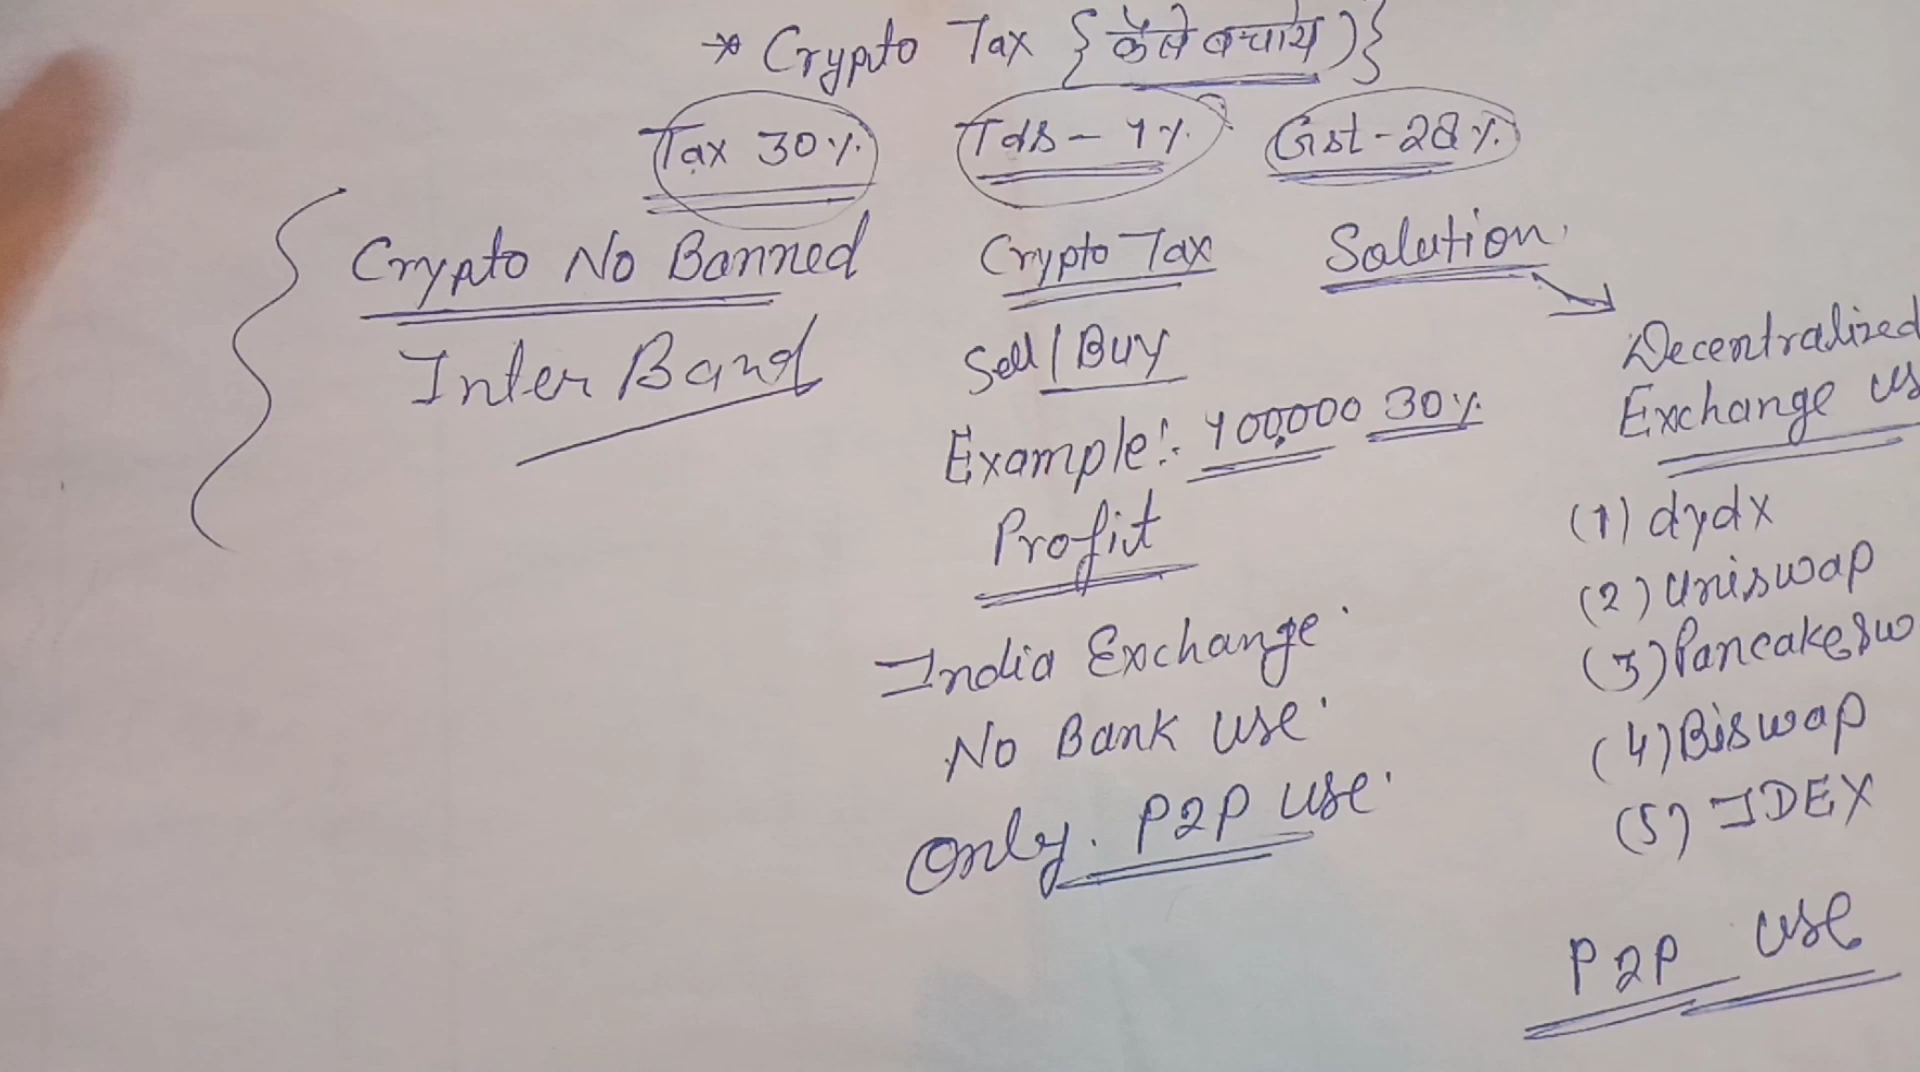 * Crypto Tax {कैसे बचाये)}
Tax 30%. Tds - 1%. Gst - 28%.
Crypto No Banned
Inter Band
Crypto Tax
Sell / Buy
Example:- 100000 30%.
Profit
India Exchange.
No Bank use.
Only. P2P use.
Solution.
Decentralized
Exchange us
(1) dydx
(2) Uniswap
(3) Pancakesw
(4) Biswap
(5) IDEX
P2P use